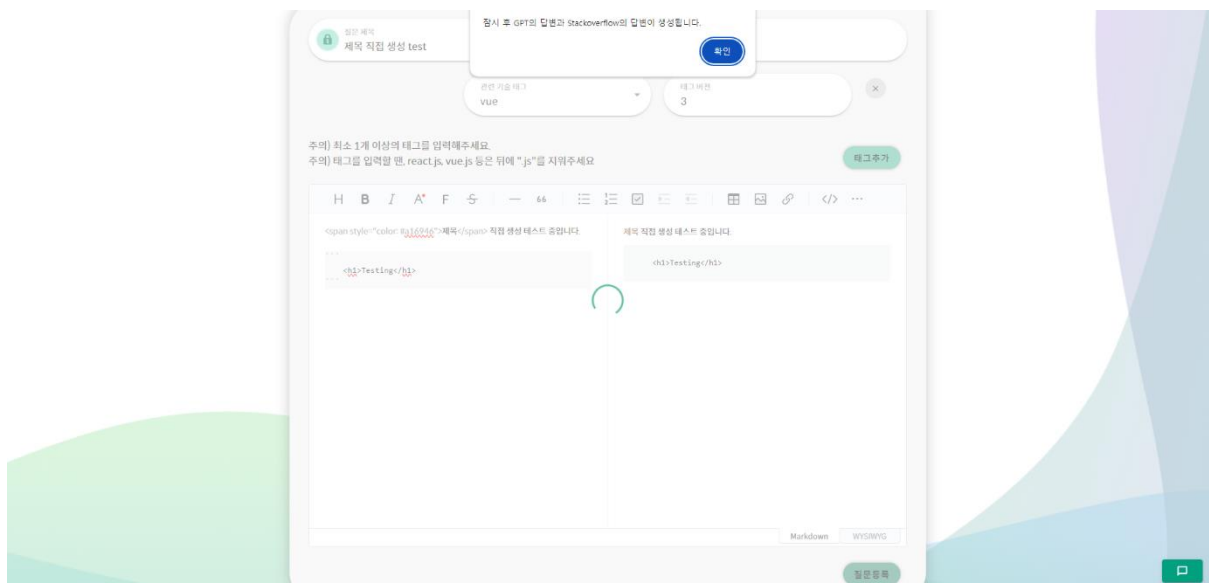 잠시 후 GPT의 답변과 Stackoverflow의 답변이 생성됩니다.
확인
질문 제목
제목 직접 생성 test
관련 기술 태그
vue
태그 버전
3
주의) 최소 1개 이상의 태그를 입력해주세요.
주의) 태그를 입력할 땐, react.js, vue.js 등은 뒤에 ".js"를 지워주세요
태그추가
H B I A F S — 66 </> ···
<span style="color: #a16946">제목</span> 직접 생성 테스트 중입니다.
```
<h1>Testing</h1>
```
제목 직접 생성 테스트 중입니다.
<h1>Testing</h1>
Markdown WYSIWYG
질문등록